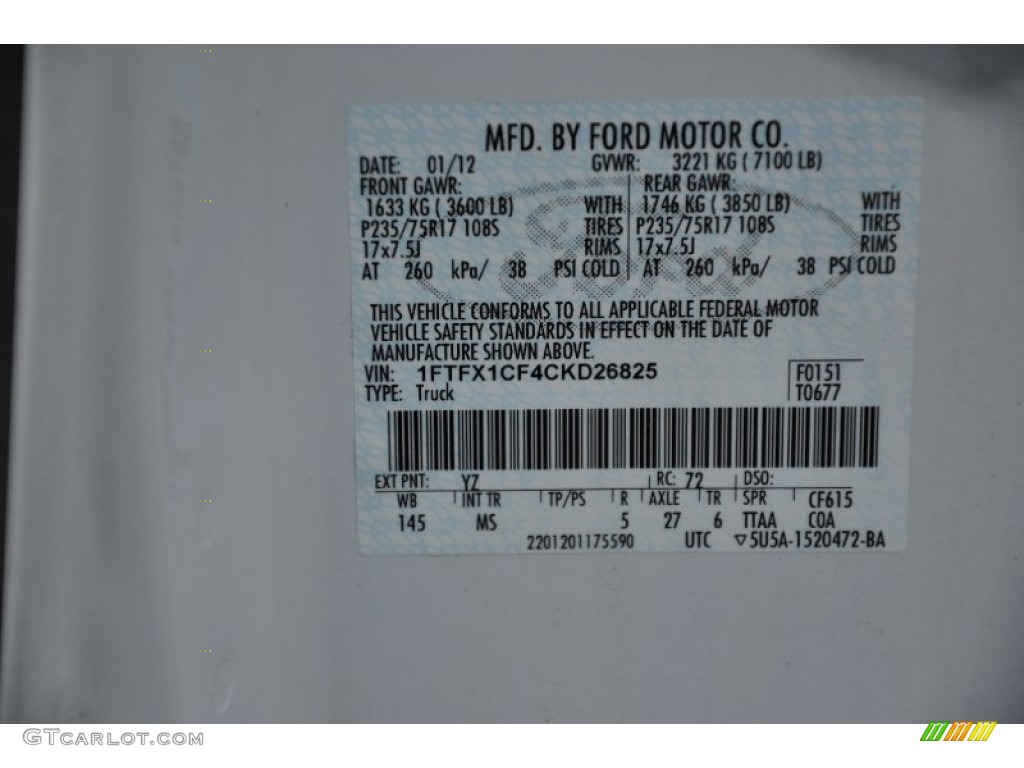 MFD. BY FORD MOTOR CO.
DATE: 01/12 GVWR: 3221 KG ( 7100 LB)
FRONT GAWR: REAR GAWR:
1633 KG ( 3600 LB) WITH 1746 KG ( 3850 LB) WITH
P235/75R17 108S TIRES P235/75R17 108S TIRES
17x7.5J RIMS 17x7.5J RIMS
AT 260 kPa/ 38 PSI COLD AT 260 kPa/ 38 PSI COLD
THIS VEHICLE CONFORMS TO ALL APPLICABLE FEDERAL MOTOR
VEHICLE SAFETY STANDARDS IN EFFECT ON THE DATE OF
MANUFACTURE SHOWN ABOVE.
VIN: 1FTFX1CF4CKD26825 F0151
TYPE: Truck T0677
EXT PNT: YZ RC: 72 DSO:
WB INT TR TP/PS R AXLE TR SPR CF615
145 MS 5 27 6 TTAA COA
2201201175590 UTC ▽5U5A-1520472-BA
Ford
GTCARLOT.COM